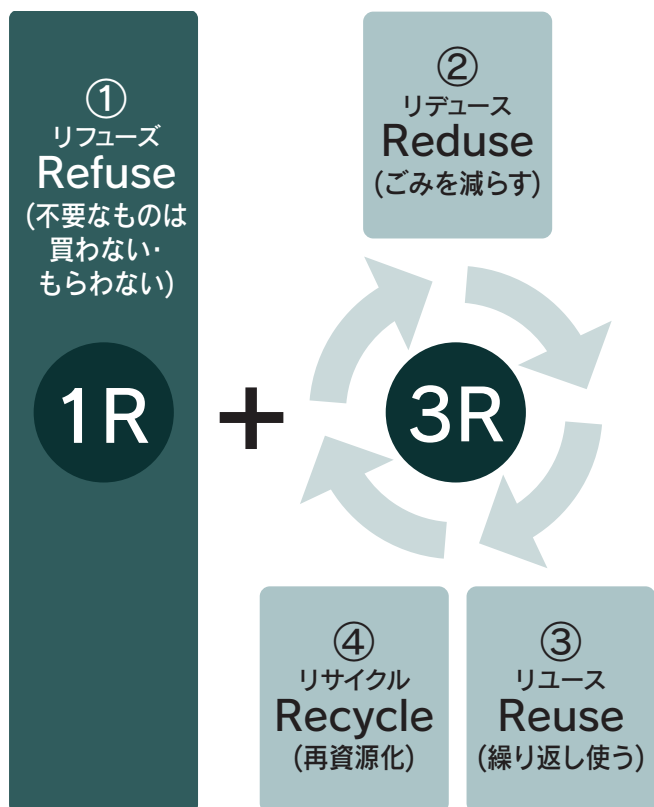 ①
リフューズ
Refuse
(不要なものは
買わない・
もらわない)
1R
+
②
リデュース
Reduse
(ごみを減らす)
3R
④
リサイクル
Recycle
(再資源化)
③
リユース
Reuse
(繰り返し使う)